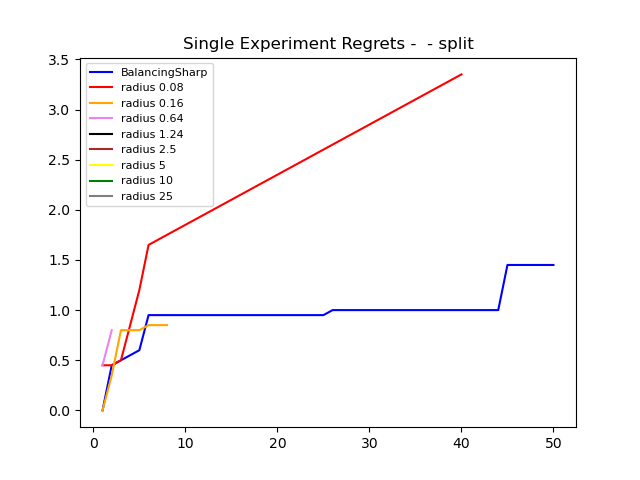 Single Experiment Regrets -  - split
3.5
3.0
2.5
2.0
1.5
1.0
0.5
0.0
BalancingSharp
radius 0.08
radius 0.16
radius 0.64
radius 1.24
radius 2.5
radius 5
radius 10
radius 25
0 10 20 30 40 50